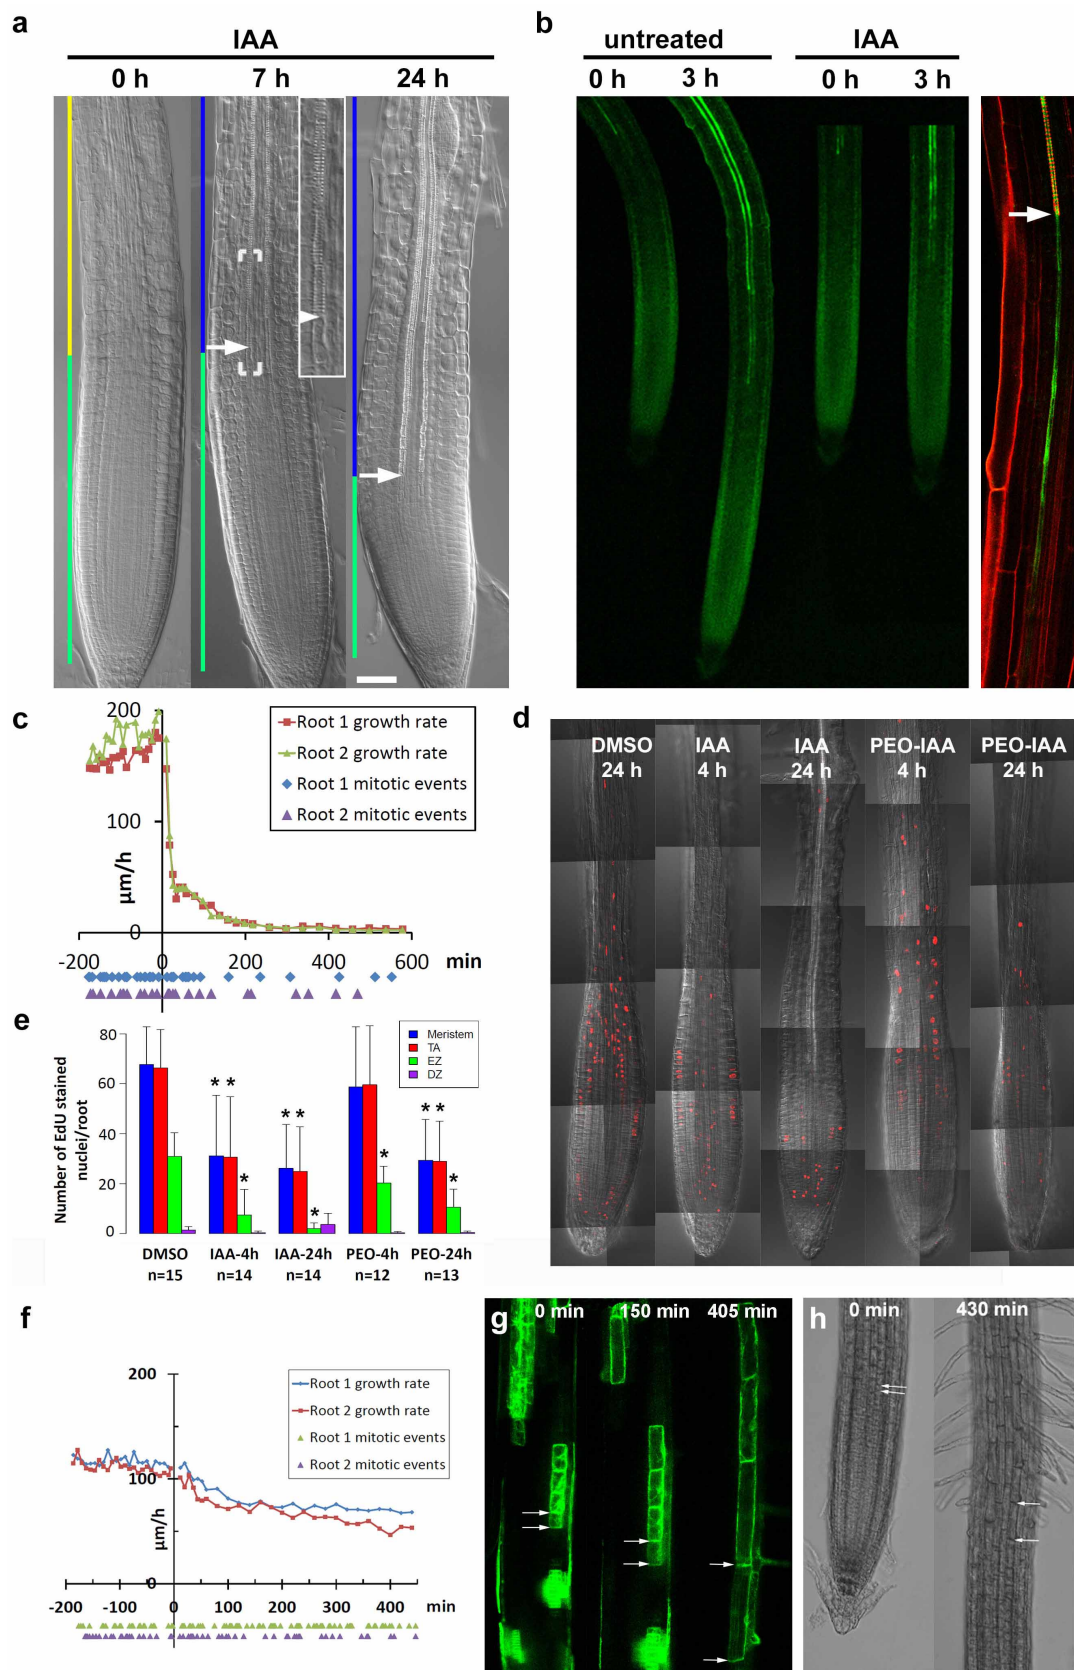 a
IAA
0 h
7 h
24 h
b
untreated
IAA
0 h
3 h
0 h
3 h
c
200
100
0
µm/h
-200
0
200
400
600
min
Root 1 growth rate
Root 2 growth rate
Root 1 mitotic events
Root 2 mitotic events
d
DMSO
24 h
IAA
4 h
IAA
24 h
PEO-IAA
4 h
PEO-IAA
24 h
e
Number of EdU stained
nuclei/root
80
60
40
20
0
Meristem
TA
EZ
DZ
* *
*
* *
*
*
* *
*
DMSO
IAA-4h
IAA-24h
PEO-4h
PEO-24h
n=15
n=14
n=14
n=12
n=13
f
200
100
0
µm/h
-200
-100
0
100
200
300
400
min
Root 1 growth rate
Root 2 growth rate
Root 1 mitotic events
Root 2 mitotic events
g
0 min
150 min
405 min
h
0 min
430 min